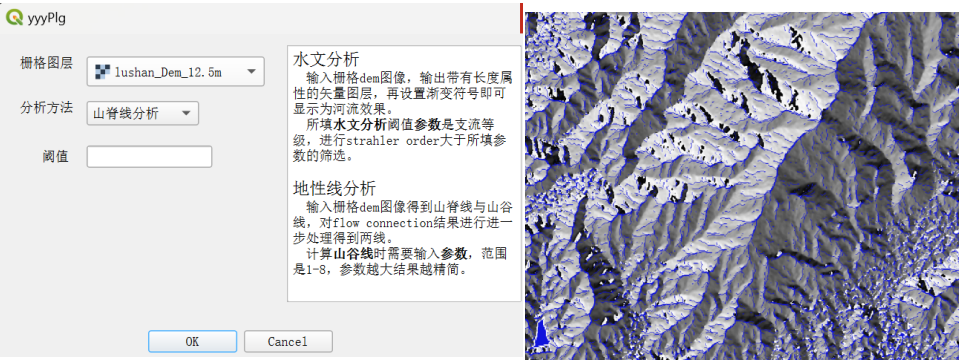 yyyPlg
栅格图层
lushan_Dem_12.5m
分析方法
山脊线分析
阈值
水文分析
输入栅格dem图像，输出带有长度属
性的矢量图层，再设置渐变符号即可
显示为河流效果。
所填水文分析阈值参数是支流等
级，进行strahler order大于所填参
数的筛选。
地性线分析
输入栅格dem图像得到山脊线与山谷
线，对flow connection结果进行进一
步处理得到两线。
计算山谷线时需要输入参数，范围
是1-8，参数越大结果越精简。
OK
Cancel